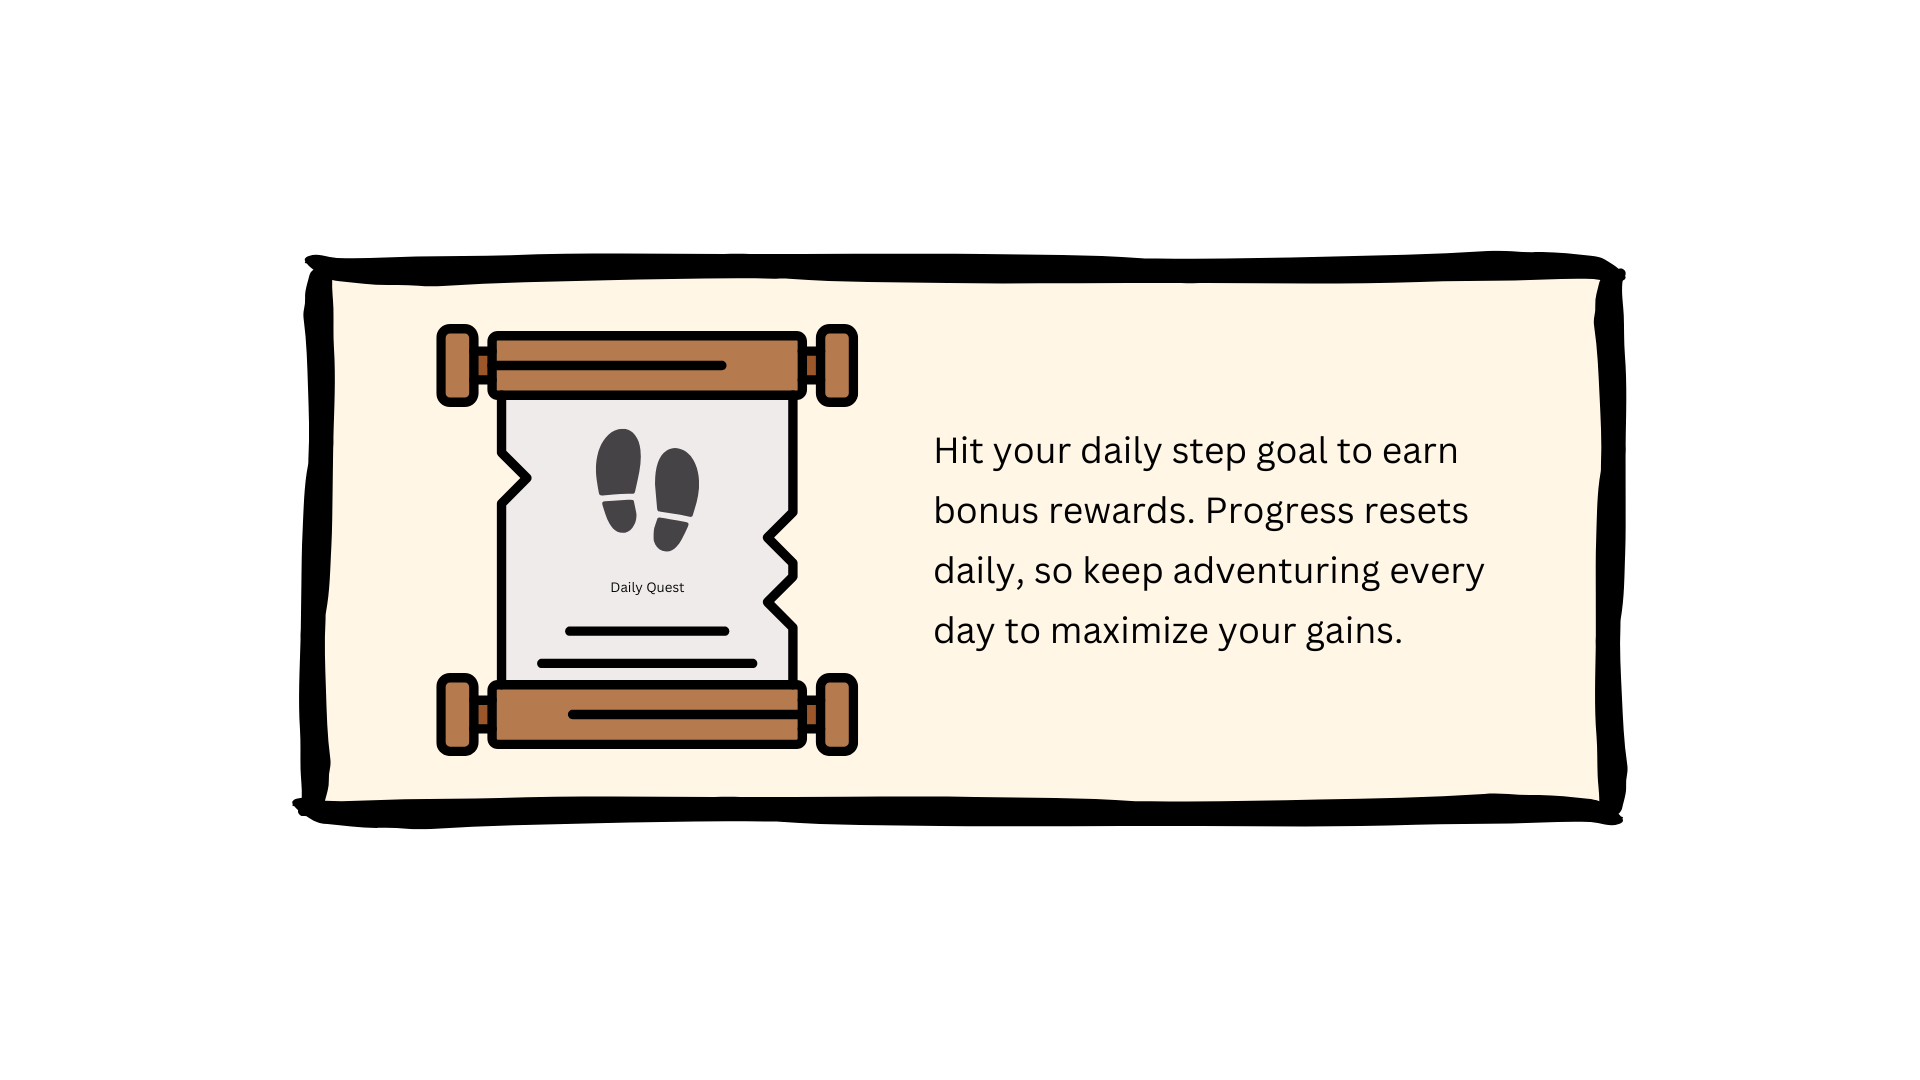 Daily Quest
Hit your daily step goal to earn
bonus rewards. Progress resets
daily, so keep adventuring every
day to maximize your gains.